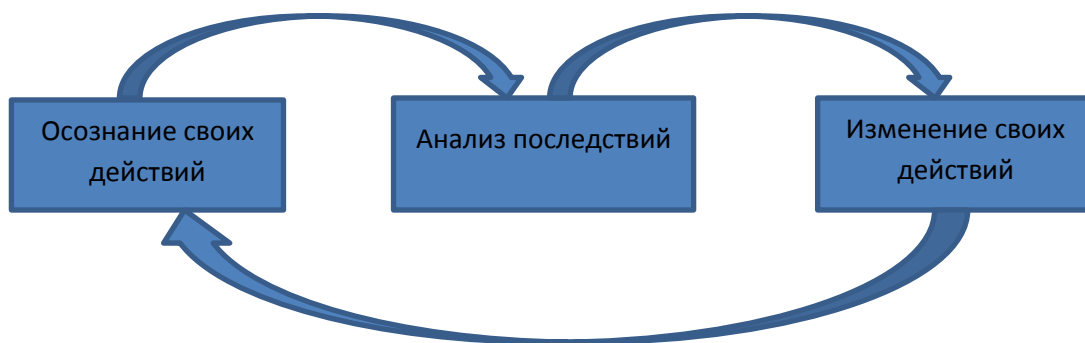 Осознание своих
действий
Анализ последствий
Изменение своих
действий